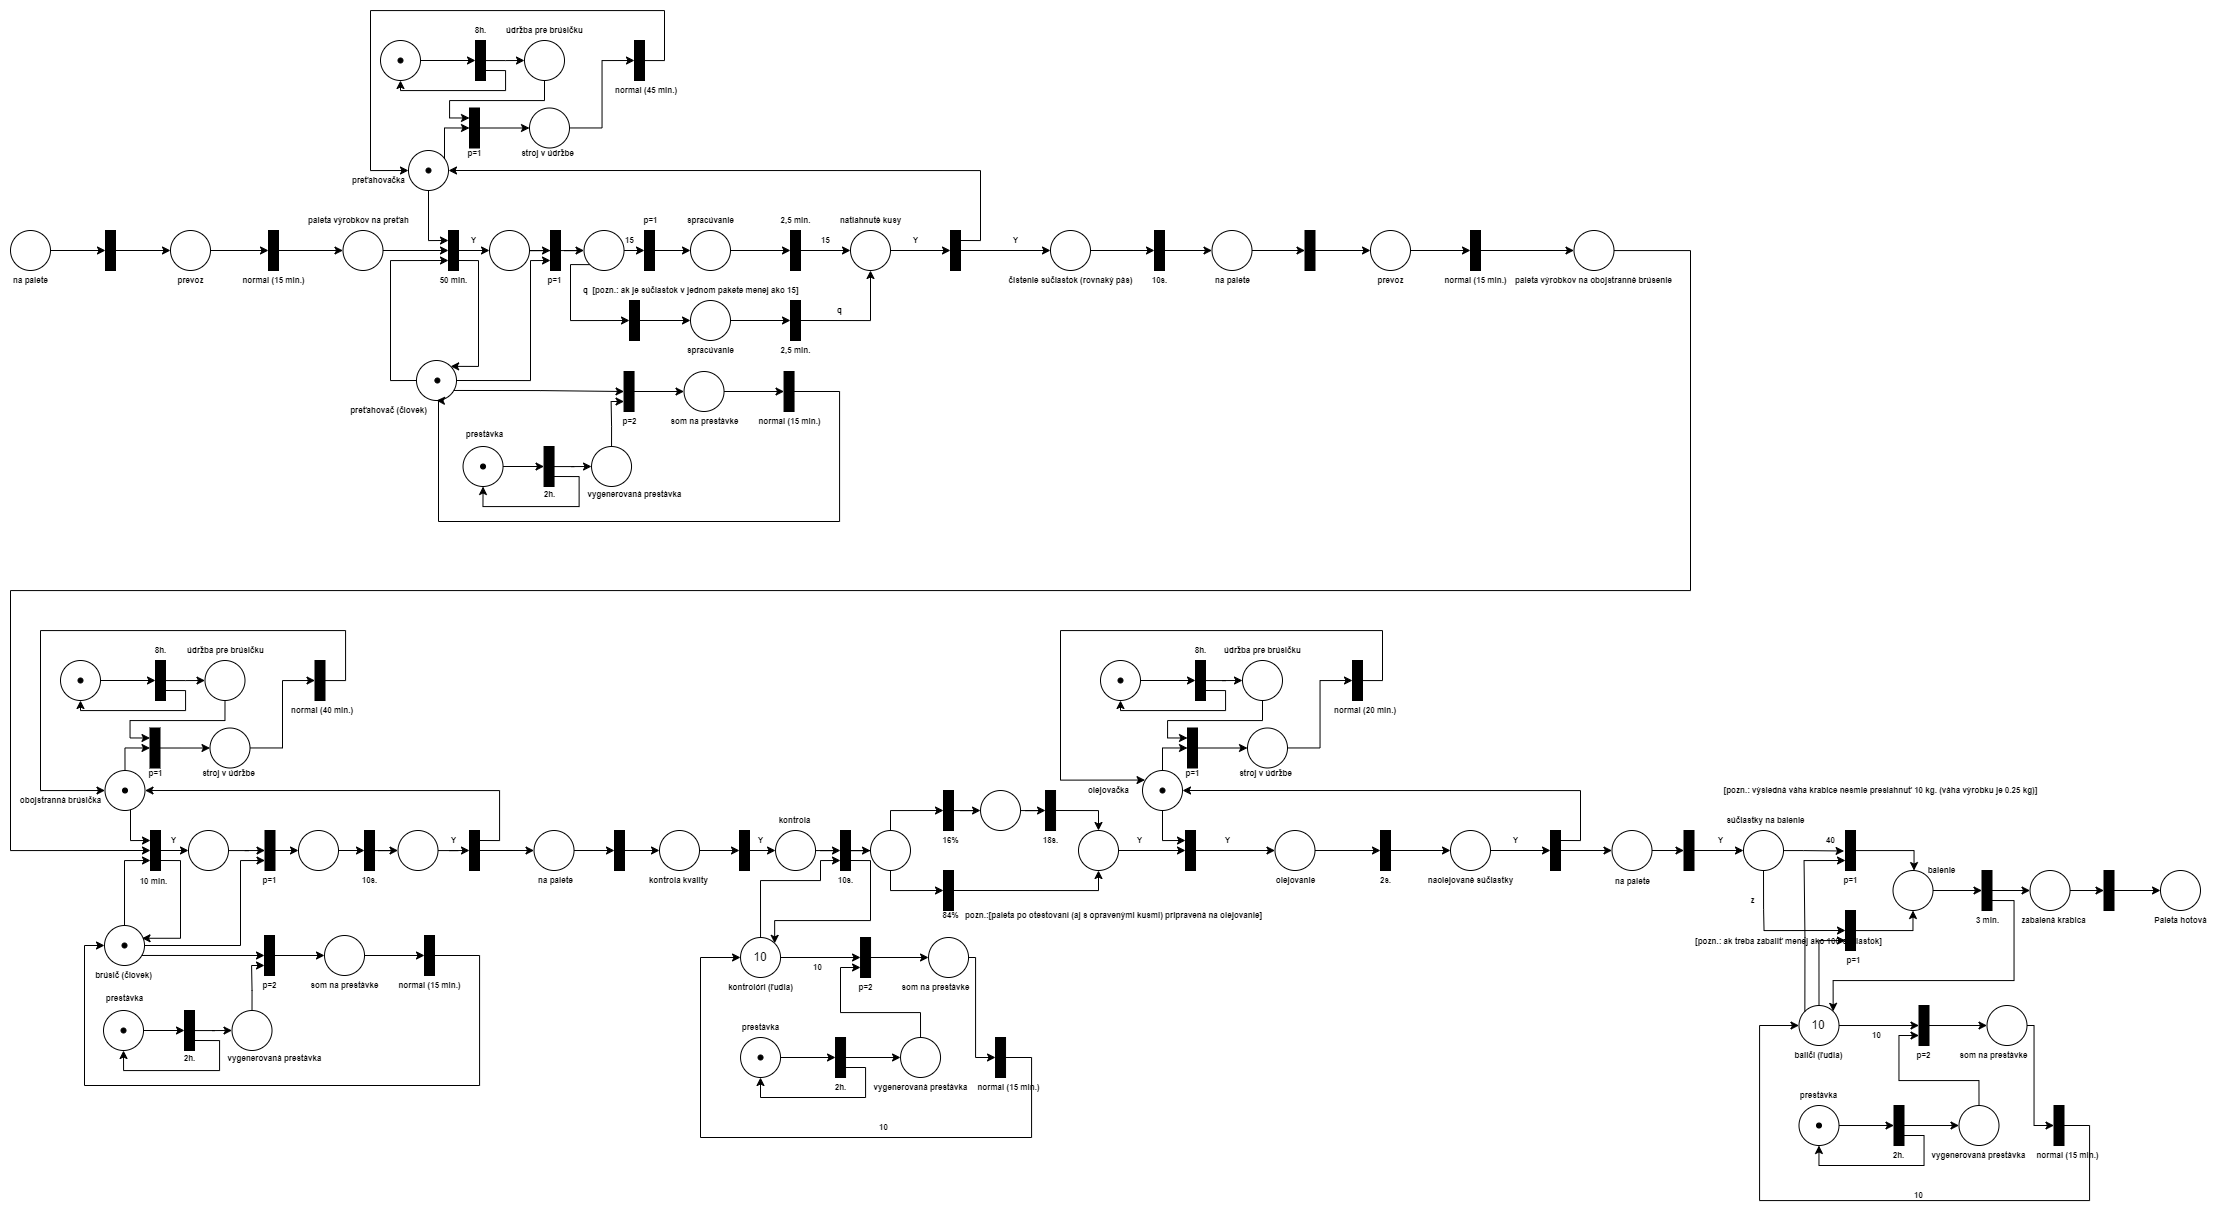 8h.
údržba pre brúsičku
normal (45 min.)
p=1
stroj v údržbe
preťahovačka
paleta výrobkov na preťah
p=1
spracúvanie
2,5 min.
natiahnuté kusy
Y
15
15
Y
Y
na palete
prevoz
normal (15 min.)
50 min.
p=1
čistenie súčiastok (rovnaký pás)
10s.
na palete
prevoz
normal (15 min.)
paleta výrobkov na obojstranné brúsenie
q [pozn.: ak je súčiastok v jednom pakete menej ako 15]
q
spracúvanie
2,5 min.
preťahovač (človek)
p=2
som na prestávke
normal (15 min.)
prestávka
2h.
vygenerovaná prestávka
8h.
údržba pre brúsičku
normal (40 min.)
p=1
stroj v údržbe
obojstranná brúsička
Y
10 min.
p=1
10s.
Y
na palete
kontrola kvality
Y
kontrola
10s.
16%
18s.
84%
pozn.:[paleta po otestovaní (aj s opravenými kusmi) pripravená na olejovanie]
brúsič (človek)
p=2
som na prestávke
normal (15 min.)
prestávka
2h.
vygenerovaná prestávka
10
kontrolóri (ľudia)
10
p=2
som na prestávke
prestávka
2h.
vygenerovaná prestávka
normal (15 min.)
10
8h.
údržba pre brúsičku
normal (20 min.)
p=1
stroj v údržbe
olejovačka
Y
Y
olejovanie
2s.
naolejované súčiastky
Y
na palete
Y
[pozn.: výsledná váha krabice nesmie presiahnuť 10 kg. (váha výrobku je 0.25 kg)]
súčiastky na balenie
40
p=1
balenie
z
[pozn.: ak treba zabaliť menej ako 100 súčiastok]
p=1
3 min.
zabalená krabica
Paleta hotová
10
baliči (ľudia)
10
p=2
som na prestávke
prestávka
2h.
vygenerovaná prestávka
normal (15 min.)
10